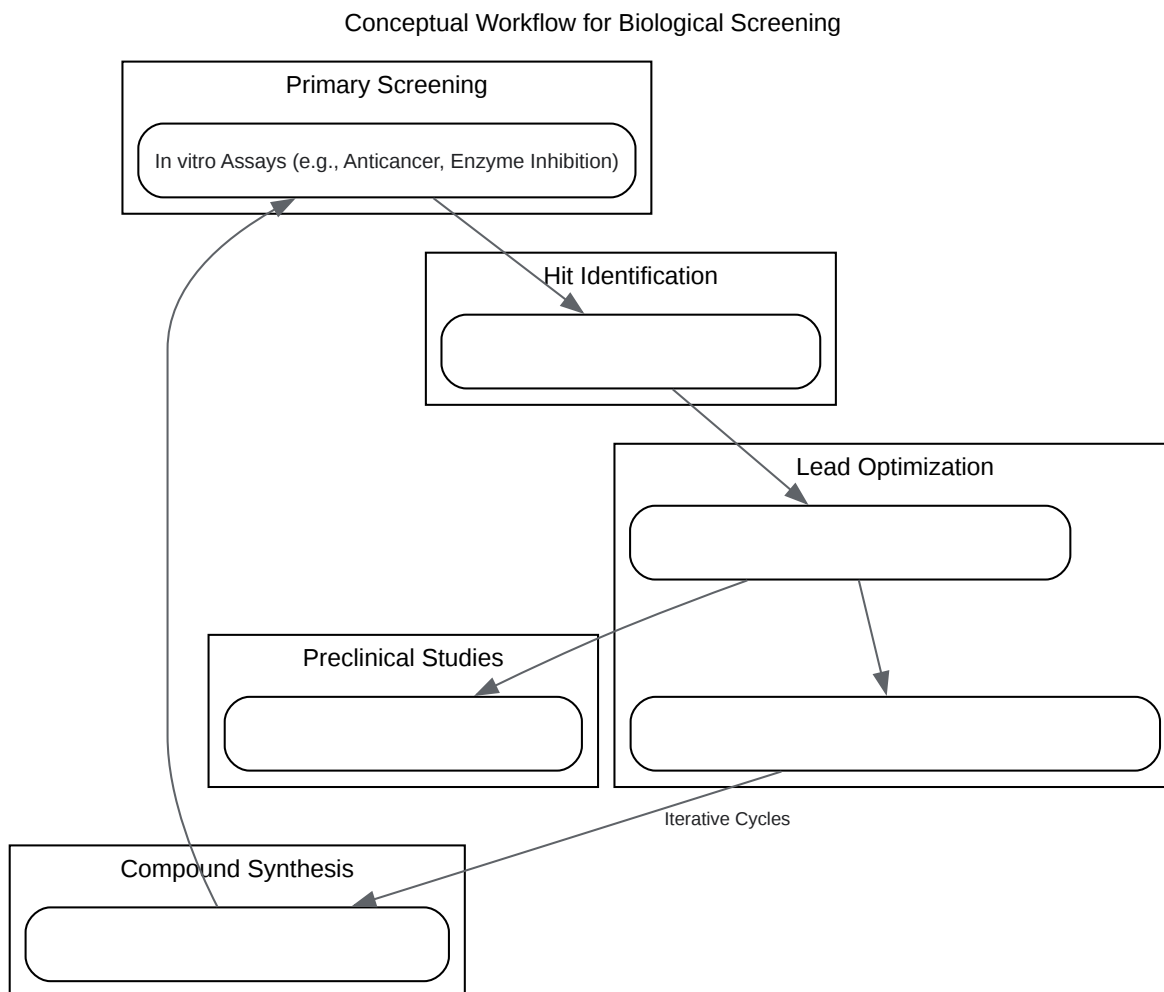 Conceptual Workflow for Biological Screening
Primary Screening
In vitro Assays (e.g., Anticancer, Enzyme Inhibition)
Hit Identification
Lead Optimization
Preclinical Studies
Iterative Cycles
Compound Synthesis